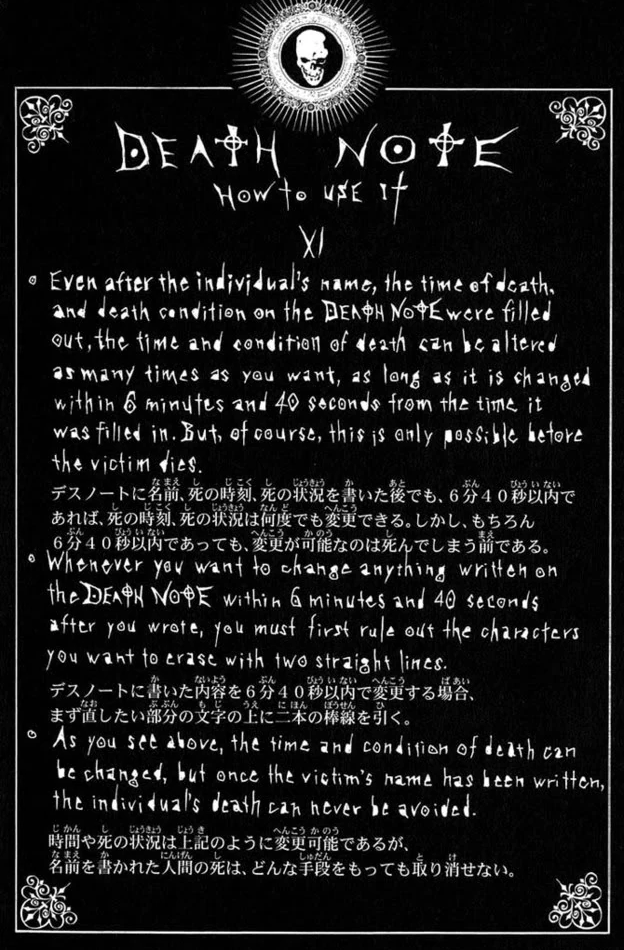 DEATH NOTE
HOW to USE IT
XI
Even after the individual's name, the time of death,
and death condition on the DEATH NOTE were filled
out, the time and condition of death can be altered
as many times as you want, as long as it is changed
within 6 minutes and 40 seconds from the time it
was filled in. But, of course, this is only possible before
the victim dies.
デスノートに名前、死の時刻、死の状況を書いた後でも、6分40秒以内で
あれば、死の時刻、死の状況は何度でも変更できる。しかし、もちろん
6分40秒以内であっても、変更が可能なのは死んでしまう前である。
Whenever you want to change anything written on
the DEATH NOTE within 6 minutes and 40 seconds
after you wrote, you must first rule out the characters
you want to erase with two straight lines.
デスノートに書いた内容を6分40秒以内で変更する場合、
まず直したい部分の文字の上に二本の棒線を引く。
As you see above, the time and condition of death can
be changed, but once the victim's name has been written,
the individual's death can never be avoided.
時間や死の状況は上記のように変更可能であるが、
名前を書かれた人間の死は、どんな手段をもっても取り消せない。